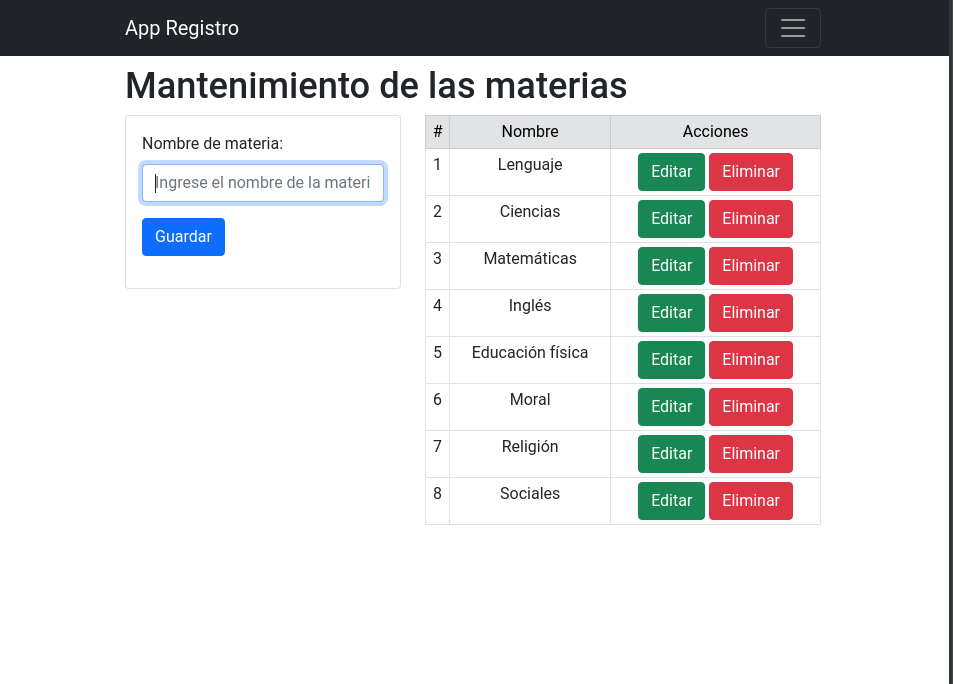 App Registro
Mantenimiento de las materias
Nombre de materia:
Ingrese el nombre de la materi
Guardar
# Nombre Acciones
1 Lenguaje Editar Eliminar
2 Ciencias Editar Eliminar
3 Matemáticas Editar Eliminar
4 Inglés Editar Eliminar
5 Educación física Editar Eliminar
6 Moral Editar Eliminar
7 Religión Editar Eliminar
8 Sociales Editar Eliminar